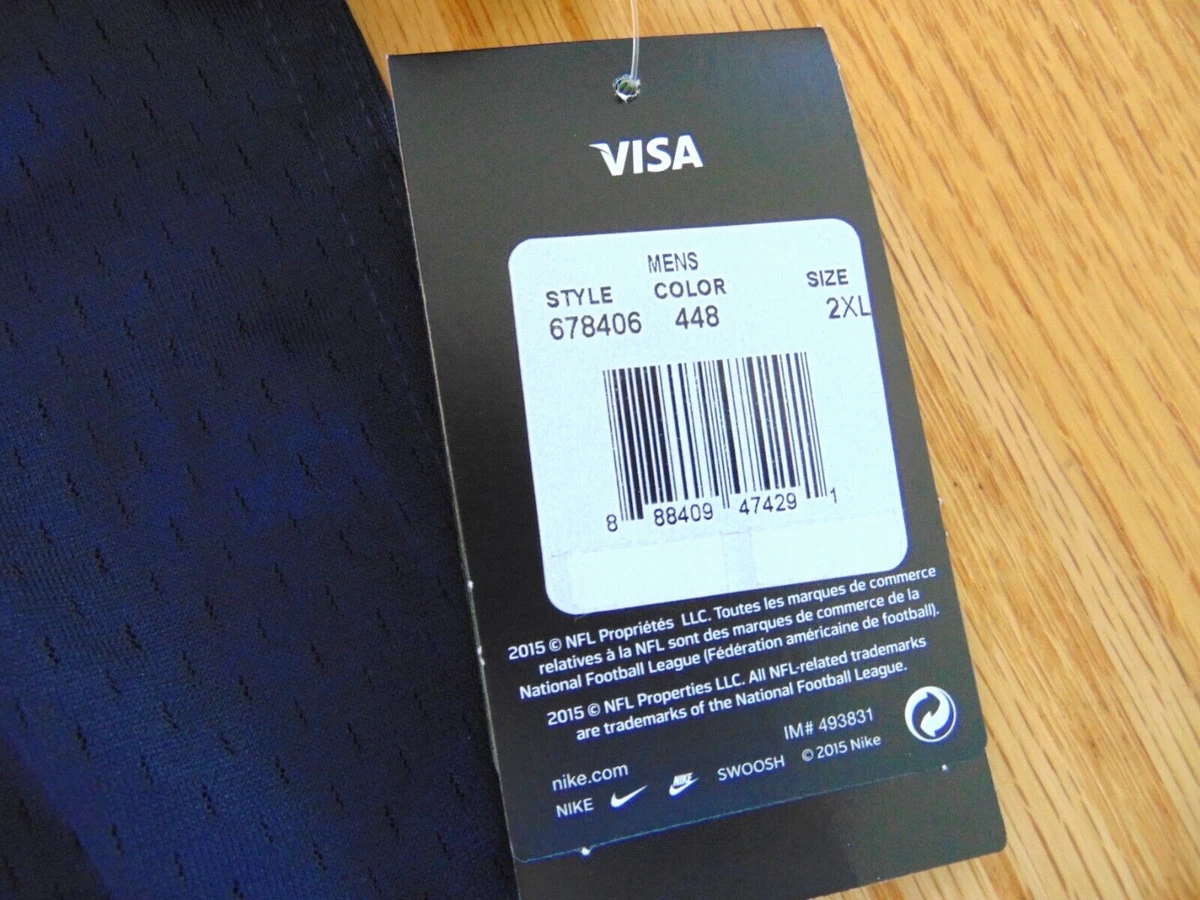 VISA
MENS
STYLE COLOR SIZE
678406 448 2XL
8 88409 47429 1
2015 © NFL Propriétés LLC. Toutes les marques de commerce
relatives à la NFL sont des marques de commerce de la
National Football League (Fédération américaine de football).
2015 © NFL Properties LLC. All NFL-related trademarks
are trademarks of the National Football League.
IM# 493831
nike.com
NIKE NIKE SWOOSH © 2015 Nike